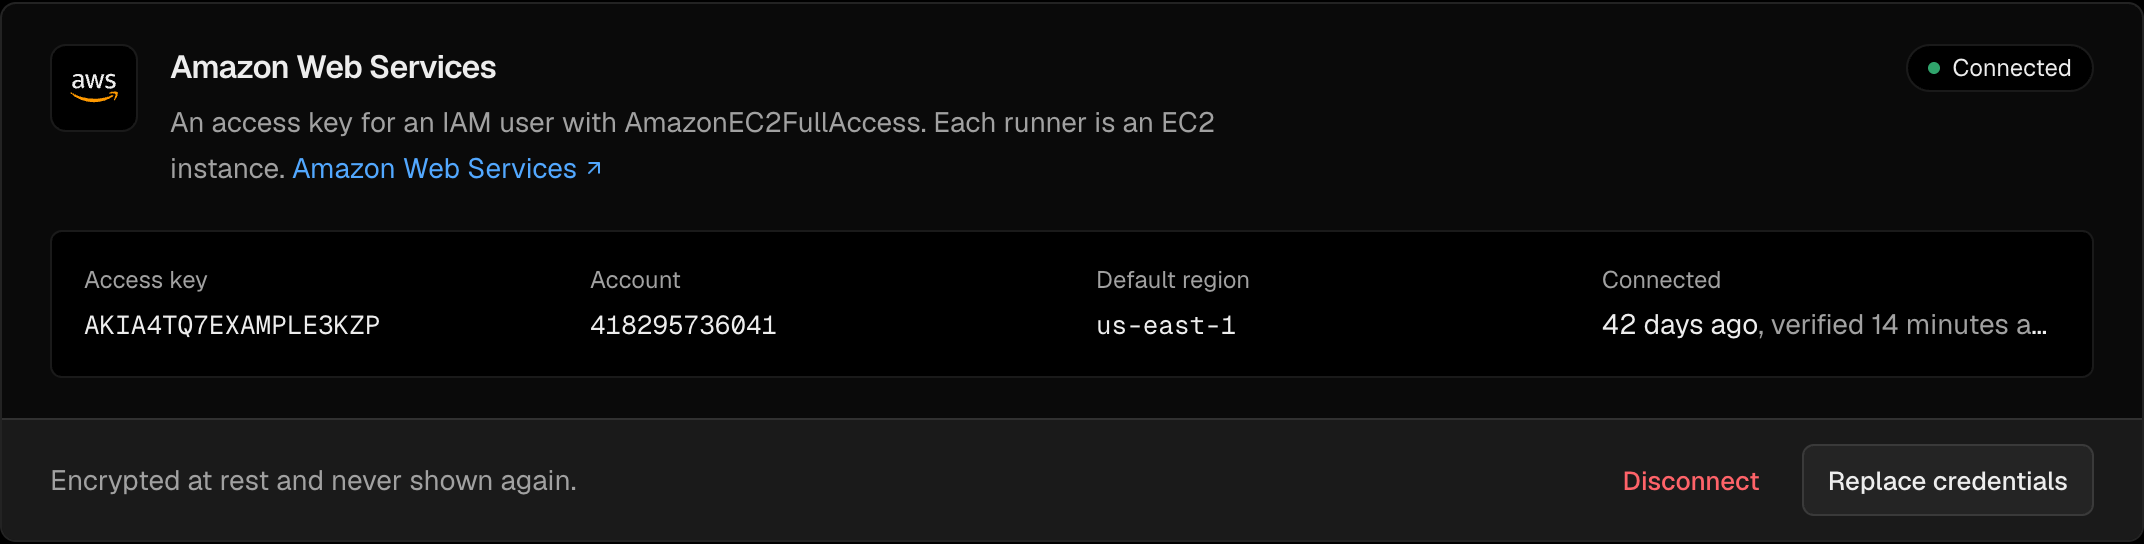 aws
Amazon Web Services
Connected
An access key for an IAM user with AmazonEC2FullAccess. Each runner is an EC2
instance. Amazon Web Services ↗
Access key
Account
Default region
Connected
AKIA4TQ7EXAMPLE3KZP
418295736041
us-east-1
42 days ago, verified 14 minutes a…
Encrypted at rest and never shown again.
Disconnect
Replace credentials